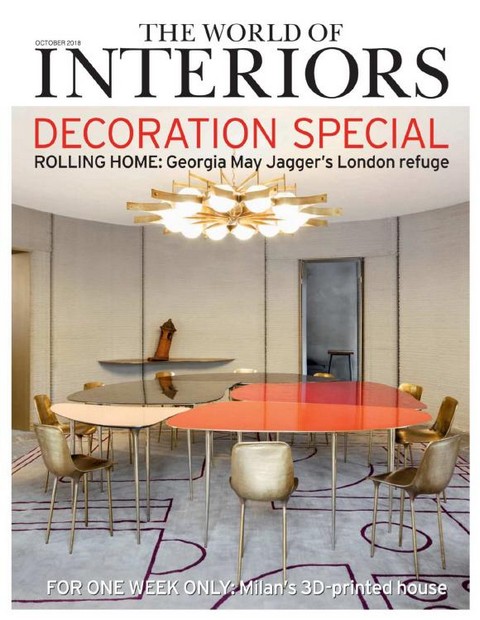 THE WORLD OF
OCTOBER 2018
INTERIORS
DECORATION SPECIAL
ROLLING HOME: Georgia May Jagger's London refuge
FOR ONE WEEK ONLY: Milan's 3D-printed house